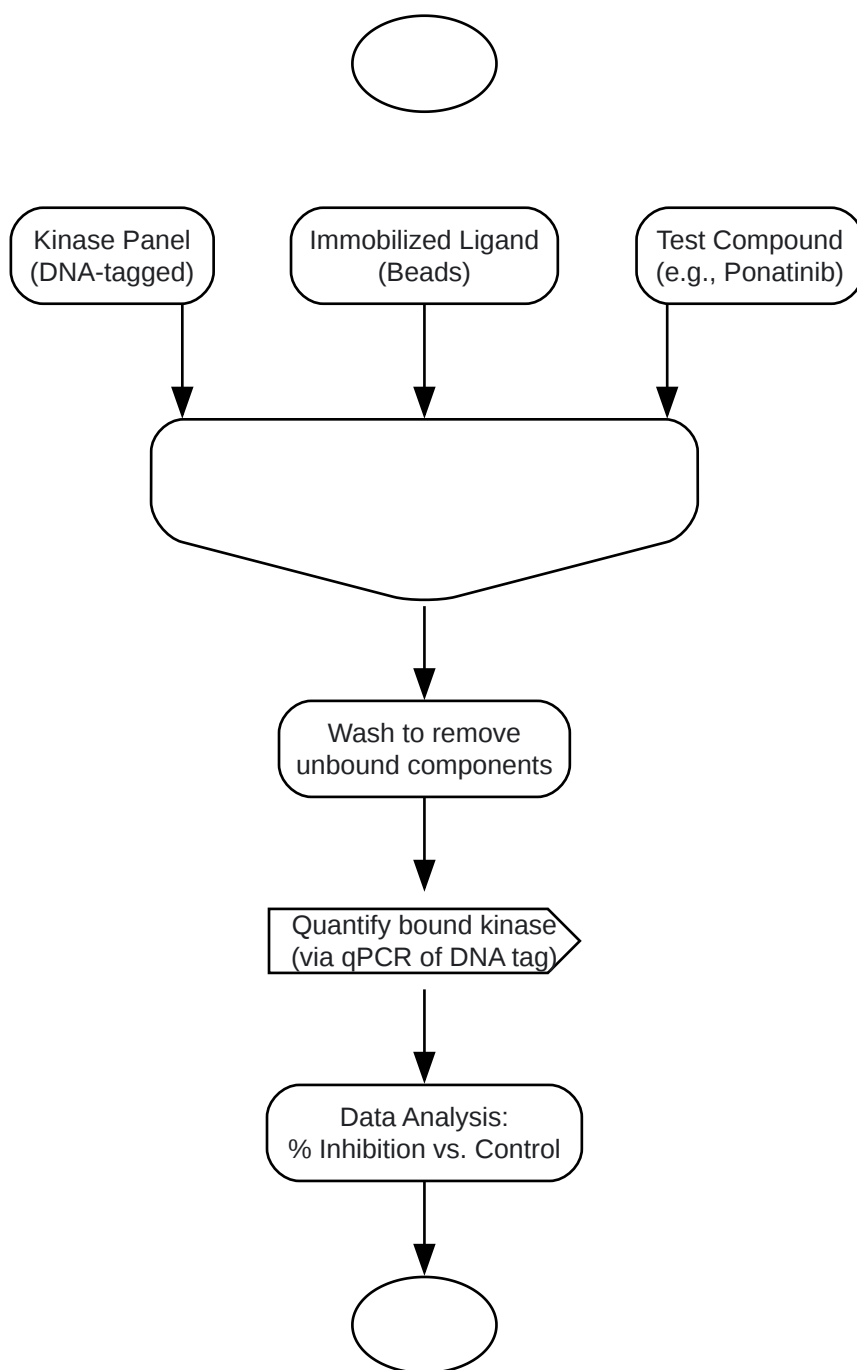 Kinase Panel
(DNA-tagged)
Immobilized Ligand
(Beads)
Test Compound
(e.g., Ponatinib)
Wash to remove
unbound components
Quantify bound kinase
(via qPCR of DNA tag)
Data Analysis:
% Inhibition vs. Control